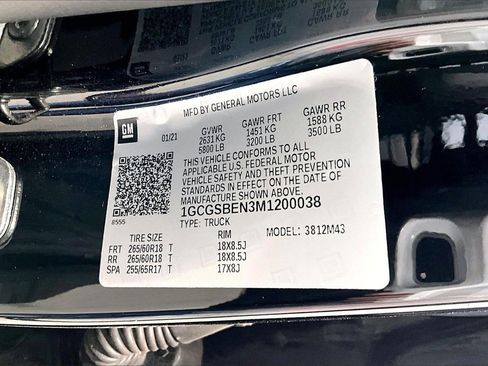 MFD BY GENERAL MOTORS LLC
GM
01/21
GVWR GAWR FRT GAWR RR
2631 KG 1451 KG 1588 KG
5800 LB 3200 LB 3500 LB
THIS VEHICLE CONFORMS TO ALL
APPLICABLE U.S. FEDERAL MOTOR
VEHICLE SAFETY AND THEFT PREVENTION
STANDARDS IN EFFECT ON THE DATE OF
MANUFACTURE SHOWN ABOVE.
8555
1GCGSBEN3M1200038
TYPE: TRUCK MODEL: 3812M43
TIRE SIZE RIM
FRT 265/60R18 T 18X8.5J
RR 265/60R18 T 18X8.5J
SPA 255/65R17 T 17X8J